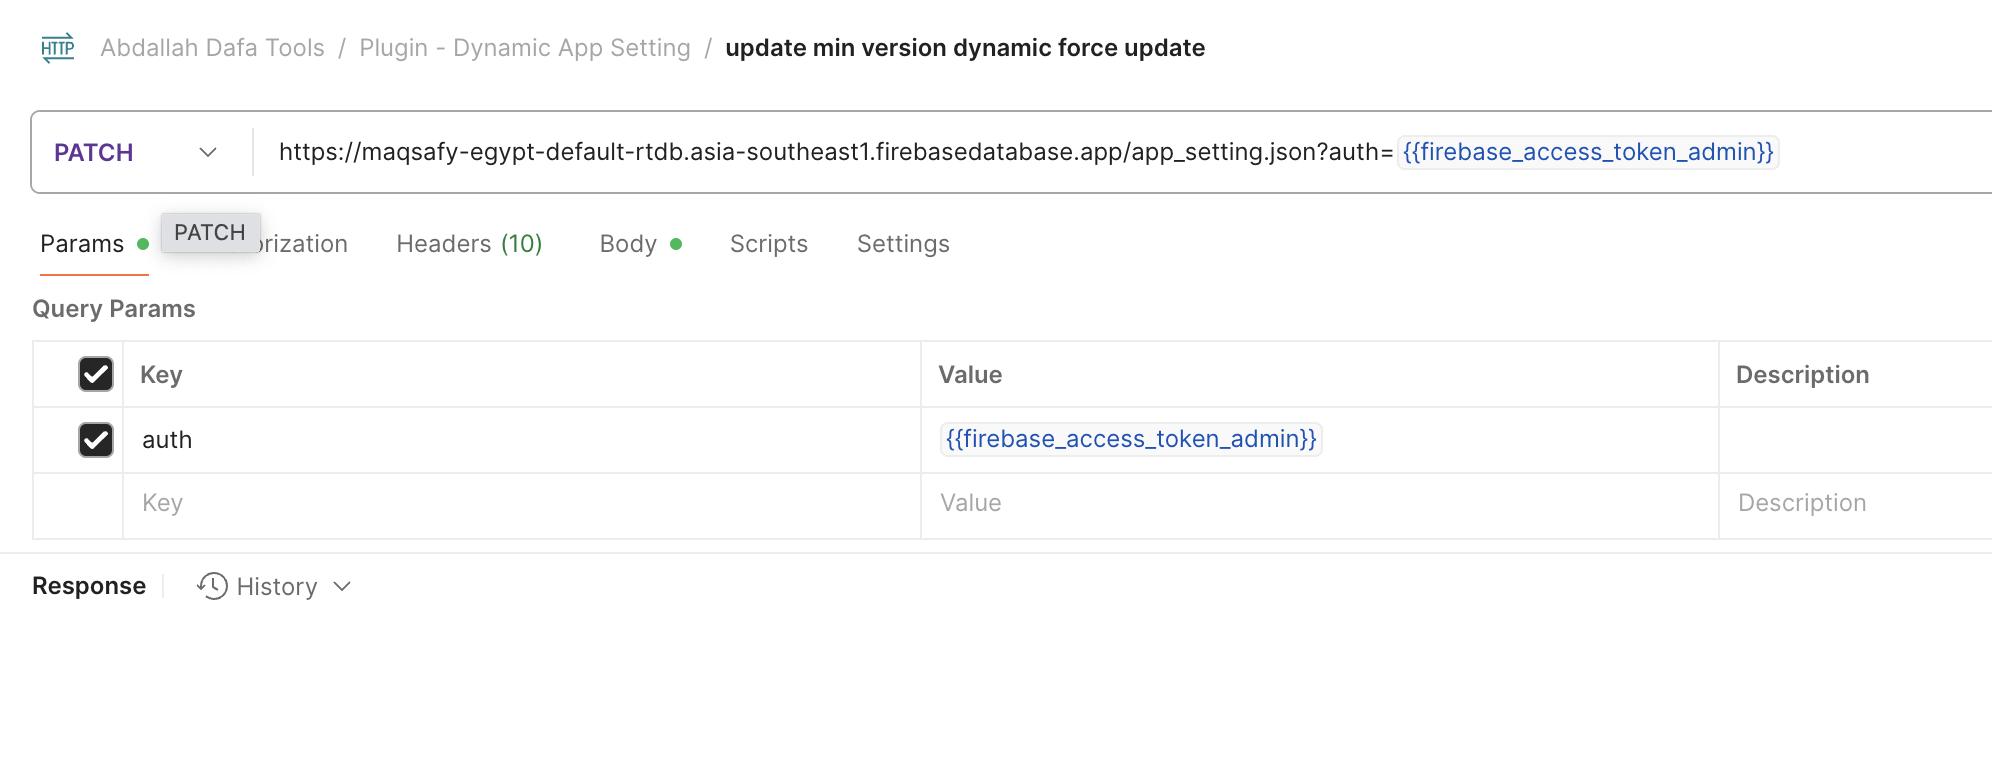 HTTP Abdallah Dafa Tools / Plugin - Dynamic App Setting / update min version dynamic force update
PATCH https://maqsafy-egypt-default-rtdb.asia-southeast1.firebasedatabase.app/app_setting.json?auth= {{firebase_access_token_admin}}
Params PATCH orization Headers (10) Body Scripts Settings
Query Params
Key Value Description
auth {{firebase_access_token_admin}}
Key Value Description
Response History